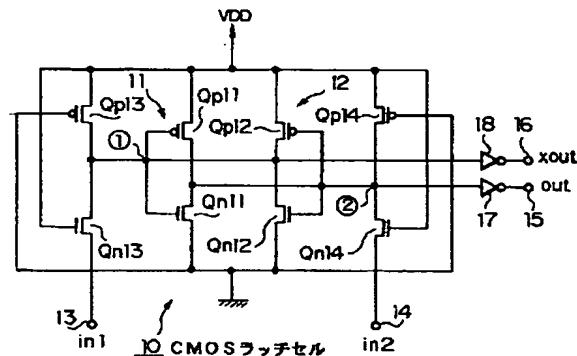 VDD
11
12
Qp13
Qp11
Qp12
Qp14
18
16
①
xout
out
Qn11
②
Qn13
Qn12
Qn14
17
15
13
14
in1
in2
10 CMOSラッチセル